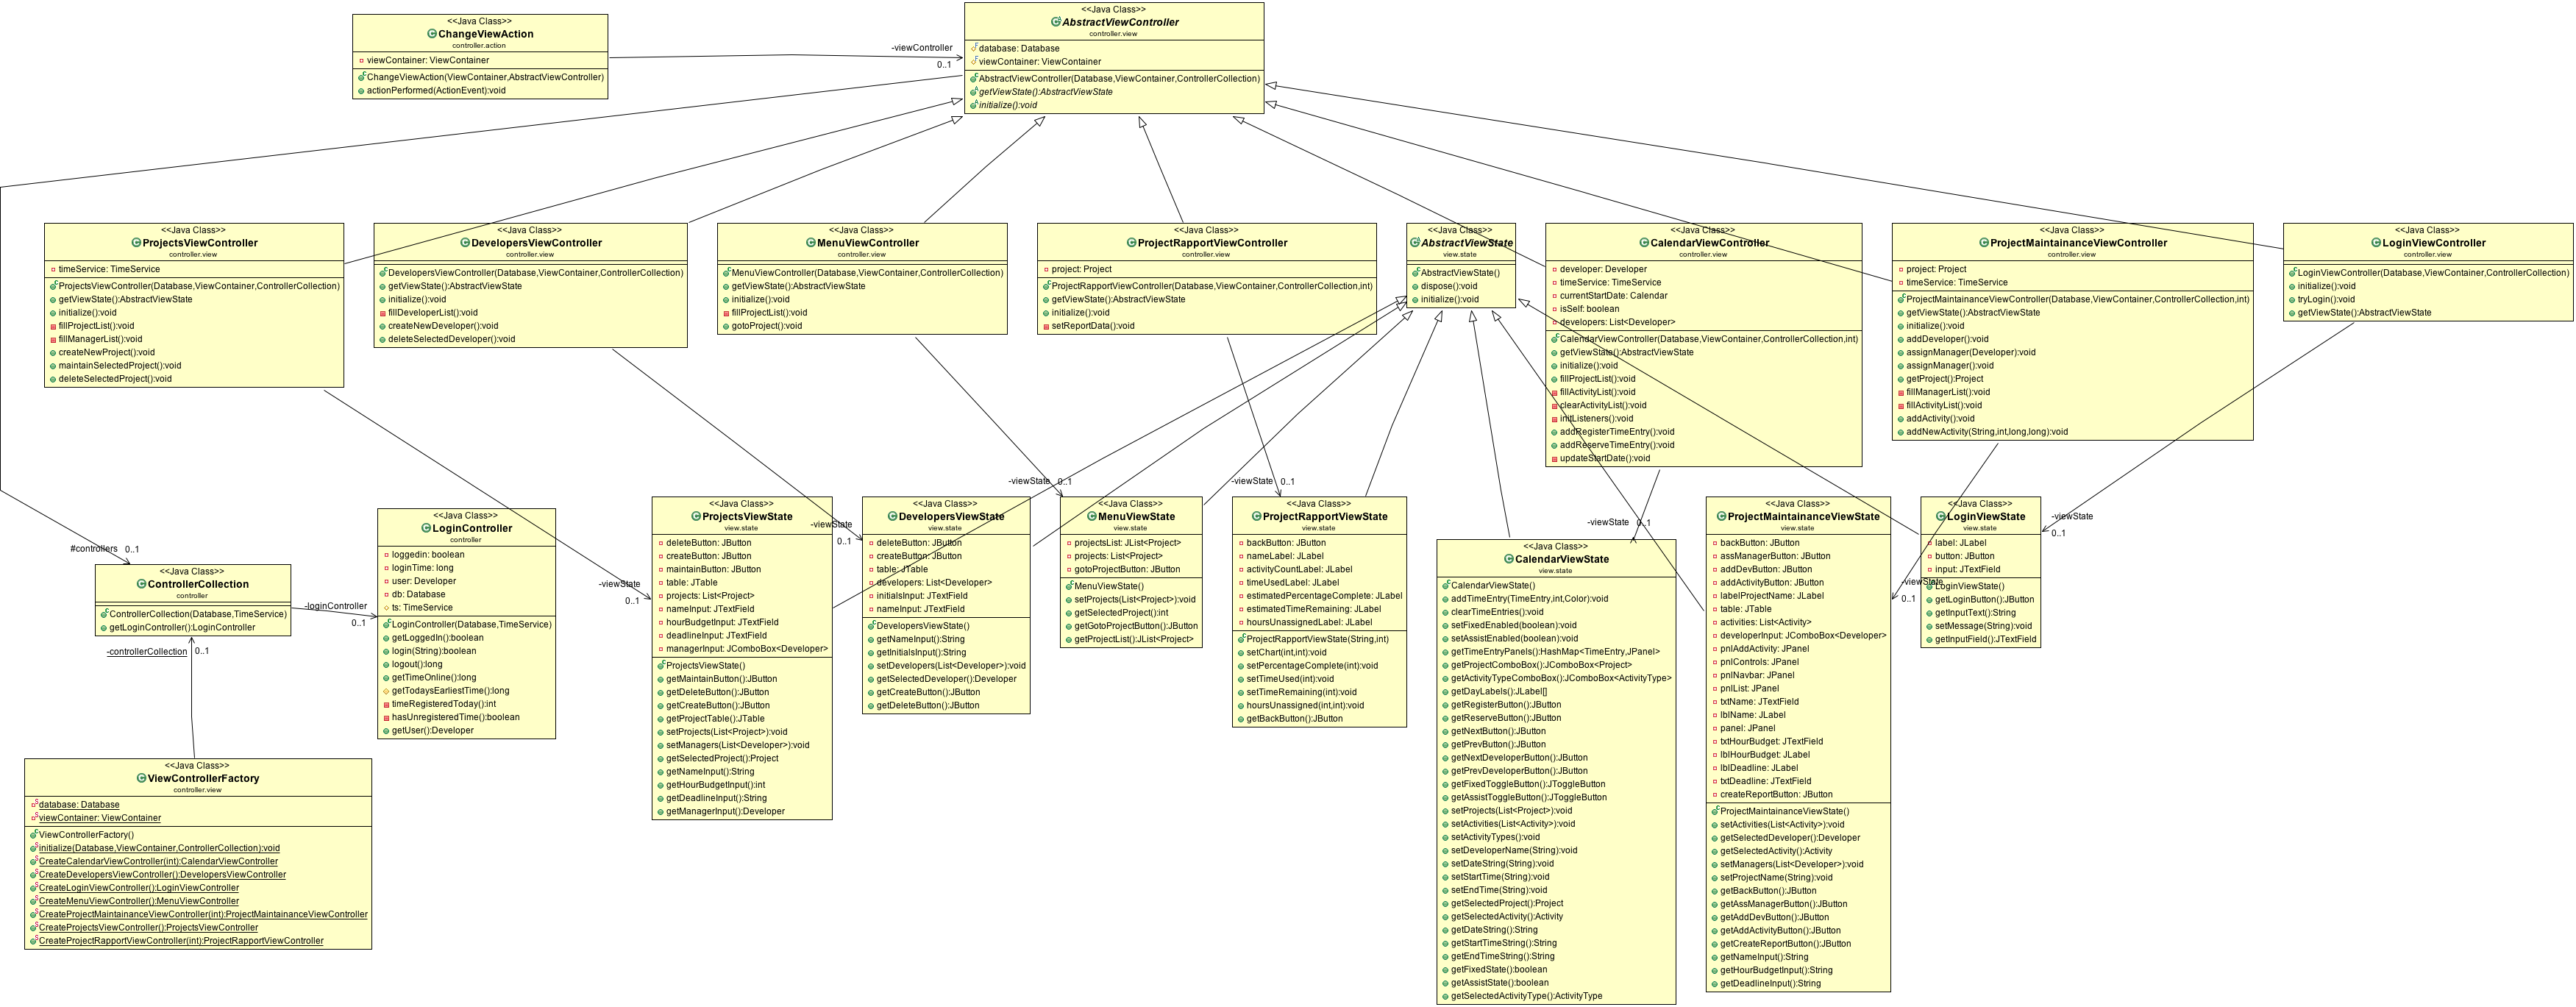 <<Java Class>>
ChangeViewAction
controller.action
viewContainer: ViewContainer
ChangeViewAction(ViewContainer,AbstractViewController)
actionPerformed(ActionEvent):void
-viewController
0..1
<<Java Class>>
AbstractViewController
controller.view
database: Database
viewContainer: ViewContainer
AbstractViewController(Database,ViewContainer,ControllerCollection)
getViewState():AbstractViewState
initialize():void
<<Java Class>>
ProjectsViewController
controller.view
timeService: TimeService
ProjectsViewController(Database,ViewContainer,ControllerCollection)
getViewState():AbstractViewState
initialize():void
fillProjectList():void
fillManagerList():void
createNewProject():void
maintainSelectedProject():void
deleteSelectedProject():void
<<Java Class>>
DevelopersViewController
controller.view
DevelopersViewController(Database,ViewContainer,ControllerCollection)
getViewState():AbstractViewState
initialize():void
fillDeveloperList():void
createNewDeveloper():void
deleteSelectedDeveloper():void
<<Java Class>>
MenuViewController
controller.view
MenuViewController(Database,ViewContainer,ControllerCollection)
getViewState():AbstractViewState
initialize():void
fillProjectList():void
gotoProject():void
<<Java Class>>
ProjectRapportViewController
controller.view
project: Project
ProjectRapportViewController(Database,ViewContainer,ControllerCollection,int)
getViewState():AbstractViewState
initialize():void
setReportData():void
<<Java Class>>
AbstractViewState
view.state
AbstractViewState()
dispose():void
initialize():void
<<Java Class>>
CalendarViewController
controller.view
developer: Developer
timeService: TimeService
currentStartDate: Calendar
isSelf: boolean
developers: List<Developer>
CalendarViewController(Database,ViewContainer,ControllerCollection,int)
getViewState():AbstractViewState
initialize():void
fillProjectList():void
fillActivityList():void
clearActivityList():void
initListeners():void
addRegisterTimeEntry():void
addReserveTimeEntry():void
updateStartDate():void
<<Java Class>>
ProjectMaintainanceViewController
controller.view
project: Project
timeService: TimeService
ProjectMaintainanceViewController(Database,ViewContainer,ControllerCollection,int)
getViewState():AbstractViewState
initialize():void
addDeveloper():void
assignManager(Developer):void
assignManager():void
getProject():Project
fillManagerList():void
fillActivityList():void
addActivity():void
addNewActivity(String,int,long,long):void
<<Java Class>>
LoginViewController
controller.view
LoginViewController(Database,ViewContainer,ControllerCollection)
initialize():void
tryLogin():void
getViewState():AbstractViewState
#controllers
0..1
<<Java Class>>
ControllerCollection
controller
ControllerCollection(Database,TimeService)
getLoginController():LoginController
-loginController
0..1
-controllerCollection
0..1
<<Java Class>>
LoginController
controller
loggedin: boolean
loginTime: long
user: Developer
db: Database
ts: TimeService
LoginController(Database,TimeService)
getLoggedIn():boolean
login(String):boolean
logout():long
getTimeOnline():long
getTodaysEarliestTime():long
timeRegisteredToday():int
hasUnregisteredTime():boolean
getUser():Developer
-viewState
0..1
<<Java Class>>
ProjectsViewState
view.state
deleteButton: JButton
createButton: JButton
maintainButton: JButton
table: JTable
projects: List<Project>
nameInput: JTextField
hourBudgetInput: JTextField
deadlineInput: JTextField
managerInput: JComboBox<Developer>
ProjectsViewState()
getMaintainButton():JButton
getDeleteButton():JButton
getCreateButton():JButton
getProjectTable():JTable
setProjects(List<Project>):void
setManagers(List<Developer>):void
getSelectedProject():Project
getNameInput():String
getHourBudgetInput():int
getDeadlineInput():String
getManagerInput():Developer
-viewState
0..1
<<Java Class>>
DevelopersViewState
view.state
deleteButton: JButton
createButton: JButton
table: JTable
developers: List<Developer>
initialsInput: JTextField
nameInput: JTextField
DevelopersViewState()
getNameInput():String
getInitialsInput():String
setDevelopers(List<Developer>):void
getSelectedDeveloper():Developer
getCreateButton():JButton
getDeleteButton():JButton
-viewState
0..1
<<Java Class>>
MenuViewState
view.state
projectsList: JList<Project>
projects: List<Project>
gotoProjectButton: JButton
MenuViewState()
setProjects(List<Project>):void
getSelectedProject():int
getGotoProjectButton():JButton
getProjectList():JList<Project>
-viewState
0..1
<<Java Class>>
ProjectRapportViewState
view.state
backButton: JButton
nameLabel: JLabel
activityCountLabel: JLabel
timeUsedLabel: JLabel
estimatedPercentageComplete: JLabel
estimatedTimeRemaining: JLabel
hoursUnassignedLabel: JLabel
ProjectRapportViewState(String,int)
setChart(int,int):void
setPercentageComplete(int):void
setTimeUsed(int):void
setTimeRemaining(int):void
hoursUnassigned(int,int):void
getBackButton():JButton
-viewState
0..1
<<Java Class>>
CalendarViewState
view.state
CalendarViewState()
addTimeEntry(TimeEntry,int,Color):void
clearTimeEntries():void
setFixedEnabled(boolean):void
setAssistEnabled(boolean):void
getTimeEntryPanels():HashMap<TimeEntry,JPanel>
getProjectComboBox():JComboBox<Project>
getActivityTypeComboBox():JComboBox<ActivityType>
getDayLabels():JLabel[]
getRegisterButton():JButton
getReserveButton():JButton
getNextButton():JButton
getPrevButton():JButton
getNextDeveloperButton():JButton
getPrevDeveloperButton():JButton
getFixedToggleButton():JToggleButton
getAssistToggleButton():JToggleButton
setProjects(List<Project>):void
setActivities(List<Activity>):void
setActivityTypes():void
setDeveloperName(String):void
setDateString(String):void
setStartTime(String):void
setEndTime(String):void
getSelectedProject():Project
getSelectedActivity():Activity
getDateString():String
getStartTimeString():String
getEndTimeString():String
getFixedState():boolean
getAssistState():boolean
getSelectedActivityType():ActivityType
<<Java Class>>
ProjectMaintainanceViewState
view.state
backButton: JButton
assManagerButton: JButton
addDevButton: JButton
addActivityButton: JButton
labelProjectName: JLabel
table: JTable
activities: List<Activity>
developerInput: JComboBox<Developer>
pnlAddActivity: JPanel
pnlControls: JPanel
pnlNavbar: JPanel
pnlList: JPanel
txtName: JTextField
lblName: JLabel
panel: JPanel
txtHourBudget: JTextField
lblHourBudget: JLabel
lblDeadline: JLabel
txtDeadline: JTextField
createReportButton: JButton
ProjectMaintainanceViewState()
setActivities(List<Activity>):void
getSelectedDeveloper():Developer
getSelectedActivity():Activity
setManagers(List<Developer>):void
setProjectName(String):void
getBackButton():JButton
getAssManagerButton():JButton
getAddDevButton():JButton
getAddActivityButton():JButton
getCreateReportButton():JButton
getNameInput():String
getHourBudgetInput():String
getDeadlineInput():String
-viewState
0..1
<<Java Class>>
LoginViewState
view.state
label: JLabel
button: JButton
input: JTextField
LoginViewState()
getLoginButton():JButton
getInputText():String
setMessage(String):void
getInputField():JTextField
-viewState
0..1
<<Java Class>>
ViewControllerFactory
controller.view
database: Database
viewContainer: ViewContainer
ViewControllerFactory()
initialize(Database,ViewContainer,ControllerCollection):void
CreateCalendarViewController(int):CalendarViewController
CreateDevelopersViewController():DevelopersViewController
CreateLoginViewController():LoginViewController
CreateMenuViewController():MenuViewController
CreateProjectMaintainanceViewController(int):ProjectMaintainanceViewController
CreateProjectsViewController():ProjectsViewController
CreateProjectRapportViewController(int):ProjectRapportViewController